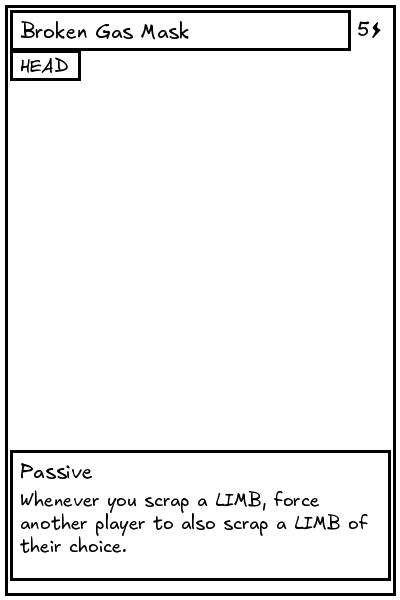 Broken Gas Mask
5
HEAD
Passive
Whenever you scrap a LIMB, force
another player to also scrap a LIMB of
their choice.